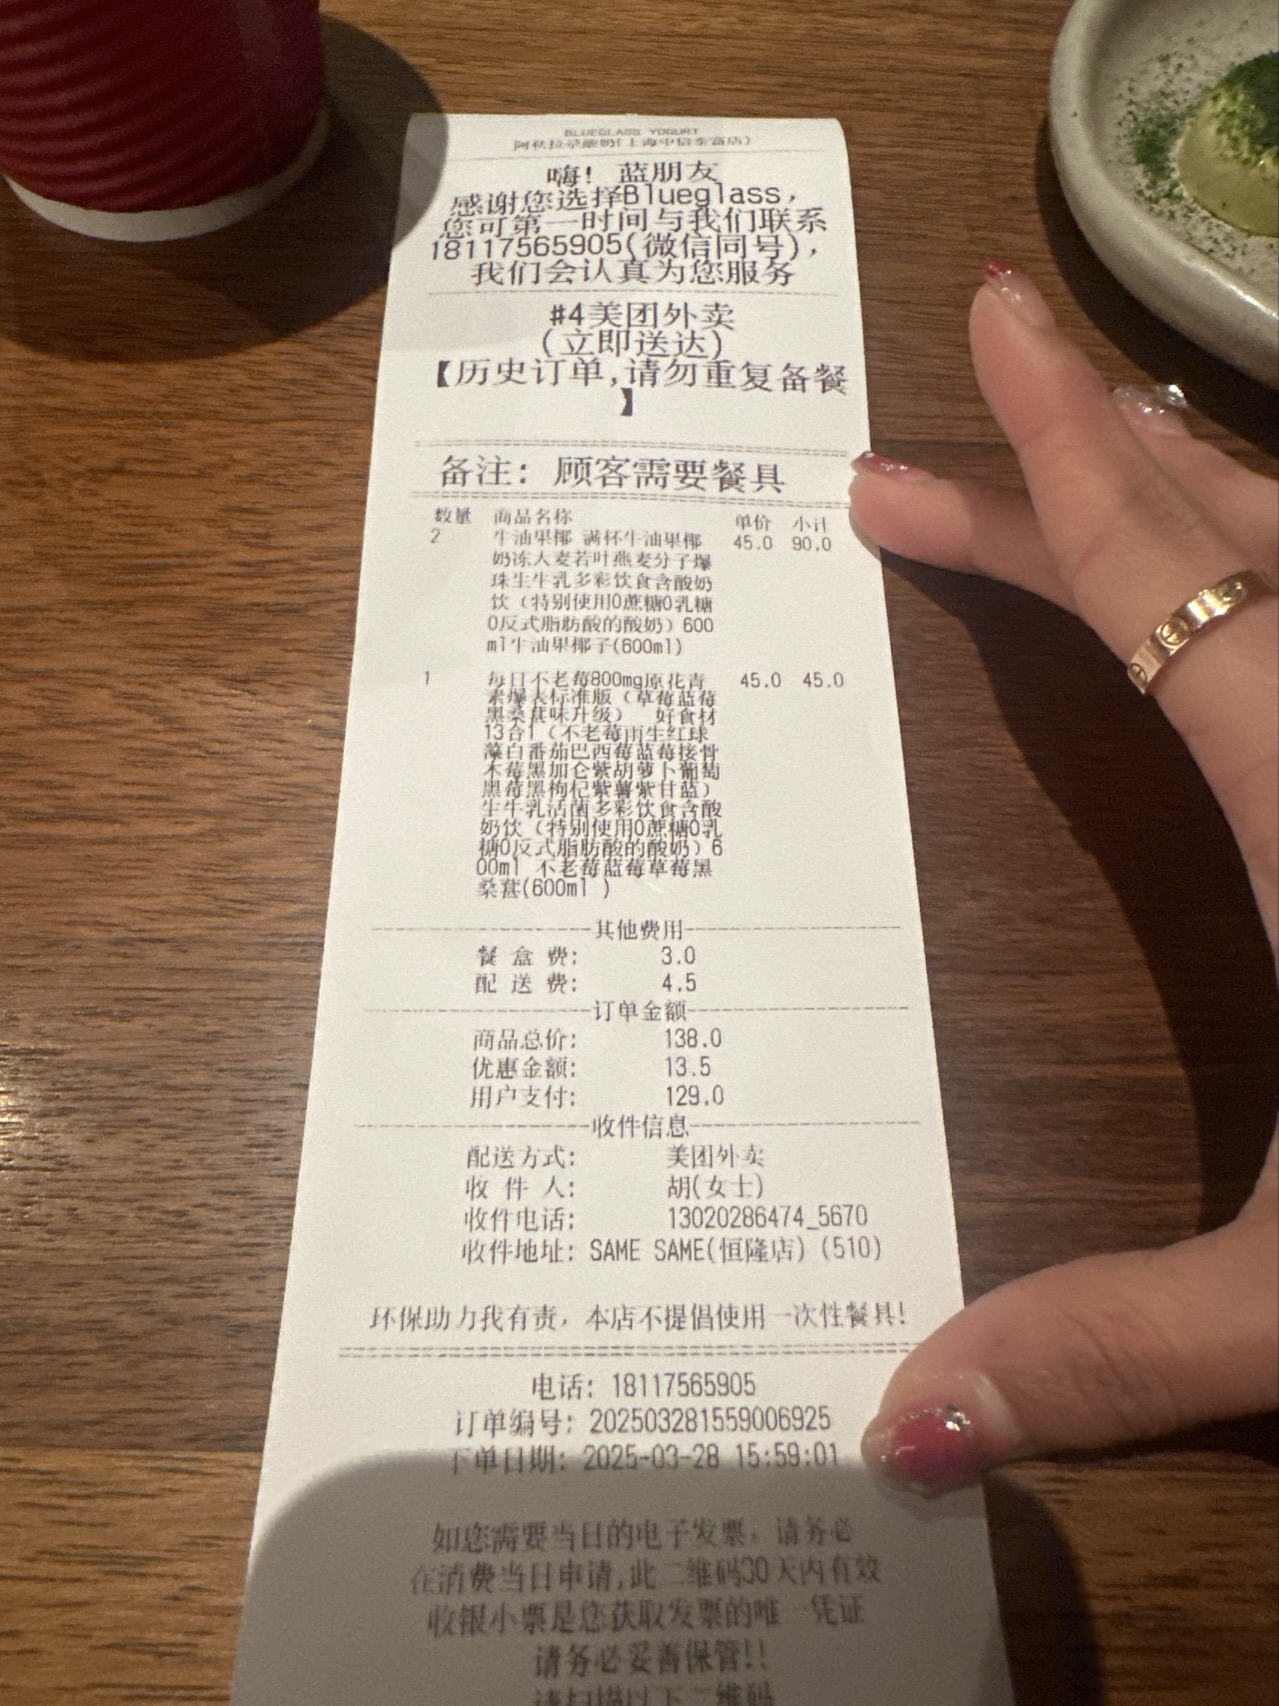 BLUEGLASS YOGURT
阿秋拉尕酸奶(上海中信泰富店)
嗨！ 蓝朋友
感谢您选择Blueglass，
您可第一时间与我们联系
18117565905(微信同号)，
我们会认真为您服务
#4美团外卖
(立即送达)
【历史订单,请勿重复备餐
】
备注: 顾客需要餐具
数量 商品名称 单价 小计
2 牛油果椰 满杯牛油果椰 45.0 90.0
奶冻大麦若叶燕麦分子爆
珠生牛乳多彩饮食含酸奶
饮（特别使用0蔗糖0乳糖
0反式脂肪酸的酸奶）600
ml牛油果椰子(600ml)
1 每日不老莓800mg原花青 45.0 45.0
素爆表标准版（草莓蓝莓
黑桑葚味升级） 好食材
13合1（不老莓雨生红球
藻白番茄巴西莓蓝莓接骨
木莓黑加仑紫胡萝卜葡萄
黑莓黑枸杞紫薯紫甘蓝）
生牛乳活菌多彩饮食含酸
奶饮（特别使用0蔗糖0乳
糖0反式脂肪酸的酸奶）6
00ml 不老莓蓝莓草莓黑
桑葚(600ml )
其他费用
餐 盒 费: 3.0
配 送 费: 4.5
订单金额
商品总价: 138.0
优惠金额: 13.5
用户支付: 129.0
收件信息
配送方式: 美团外卖
收 件 人: 胡(女士)
收件电话: 13020286474_5670
收件地址: SAME SAME(恒隆店) (510)
环保助力我有责，本店不提倡使用一次性餐具!
电话: 18117565905
订单编号: 202503281559006925
下单日期: 2025-03-28 15:59:01
如您需要当日的电子发票，请务必
在消费当日申请,此二维码30天内有效
收银小票是您获取发票的唯一凭证
请务必妥善保管!!
请扫描以下二维码